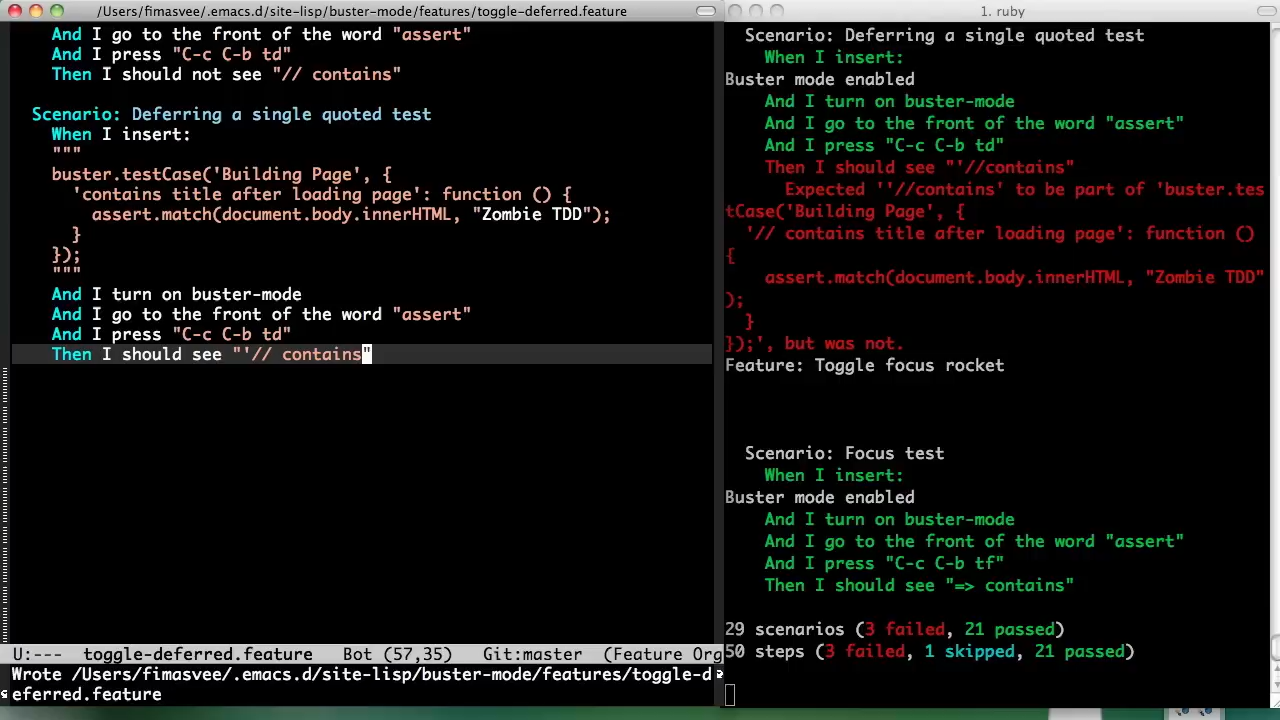 /Users/fimasvee/.emacs.d/site-lisp/buster-mode/features/toggle-deferred.feature
And I go to the front of the word "assert"
And I press "C-c C-b td"
Then I should not see "// contains"
Scenario: Deferring a single quoted test
When I insert:
"""
buster.testCase('Building Page', {
'contains title after loading page': function () {
assert.match(document.body.innerHTML, "Zombie TDD");
}
});
"""
And I turn on buster-mode
And I go to the front of the word "assert"
And I press "C-c C-b td"
Then I should see "'// contains"
U:--- toggle-deferred.feature Bot (57,35) Git:master (Feature Org
Wrote /Users/fimasvee/.emacs.d/site-lisp/buster-mode/features/toggle-d
eferred.feature
1. ruby
Scenario: Deferring a single quoted test
When I insert:
Buster mode enabled
And I turn on buster-mode
And I go to the front of the word "assert"
And I press "C-c C-b td"
Then I should see "'//contains"
Expected ''//contains' to be part of 'buster.tes
tCase('Building Page', {
'// contains title after loading page': function ()
{
assert.match(document.body.innerHTML, "Zombie TDD"
);
}
});', but was not.
Feature: Toggle focus rocket
Scenario: Focus test
When I insert:
Buster mode enabled
And I turn on buster-mode
And I go to the front of the word "assert"
And I press "C-c C-b tf"
Then I should see "=> contains"
29 scenarios (3 failed, 21 passed)
50 steps (3 failed, 1 skipped, 21 passed)